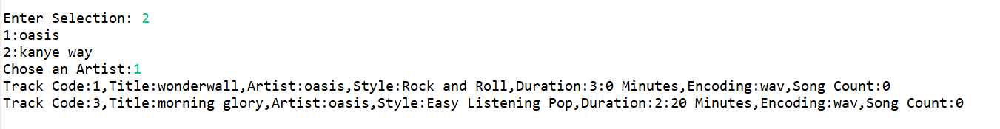 Enter Selection: 2
1:oasis
2:kanye way
Chose an Artist:1
Track Code:1,Title:wonderwall,Artist:oasis,Style:Rock and Roll,Duration:3:0 Minutes,Encoding:wav,Song Count:0
Track Code:3,Title:morning glory,Artist:oasis,Style:Easy Listening Pop,Duration:2:20 Minutes,Encoding:wav,Song Count:0